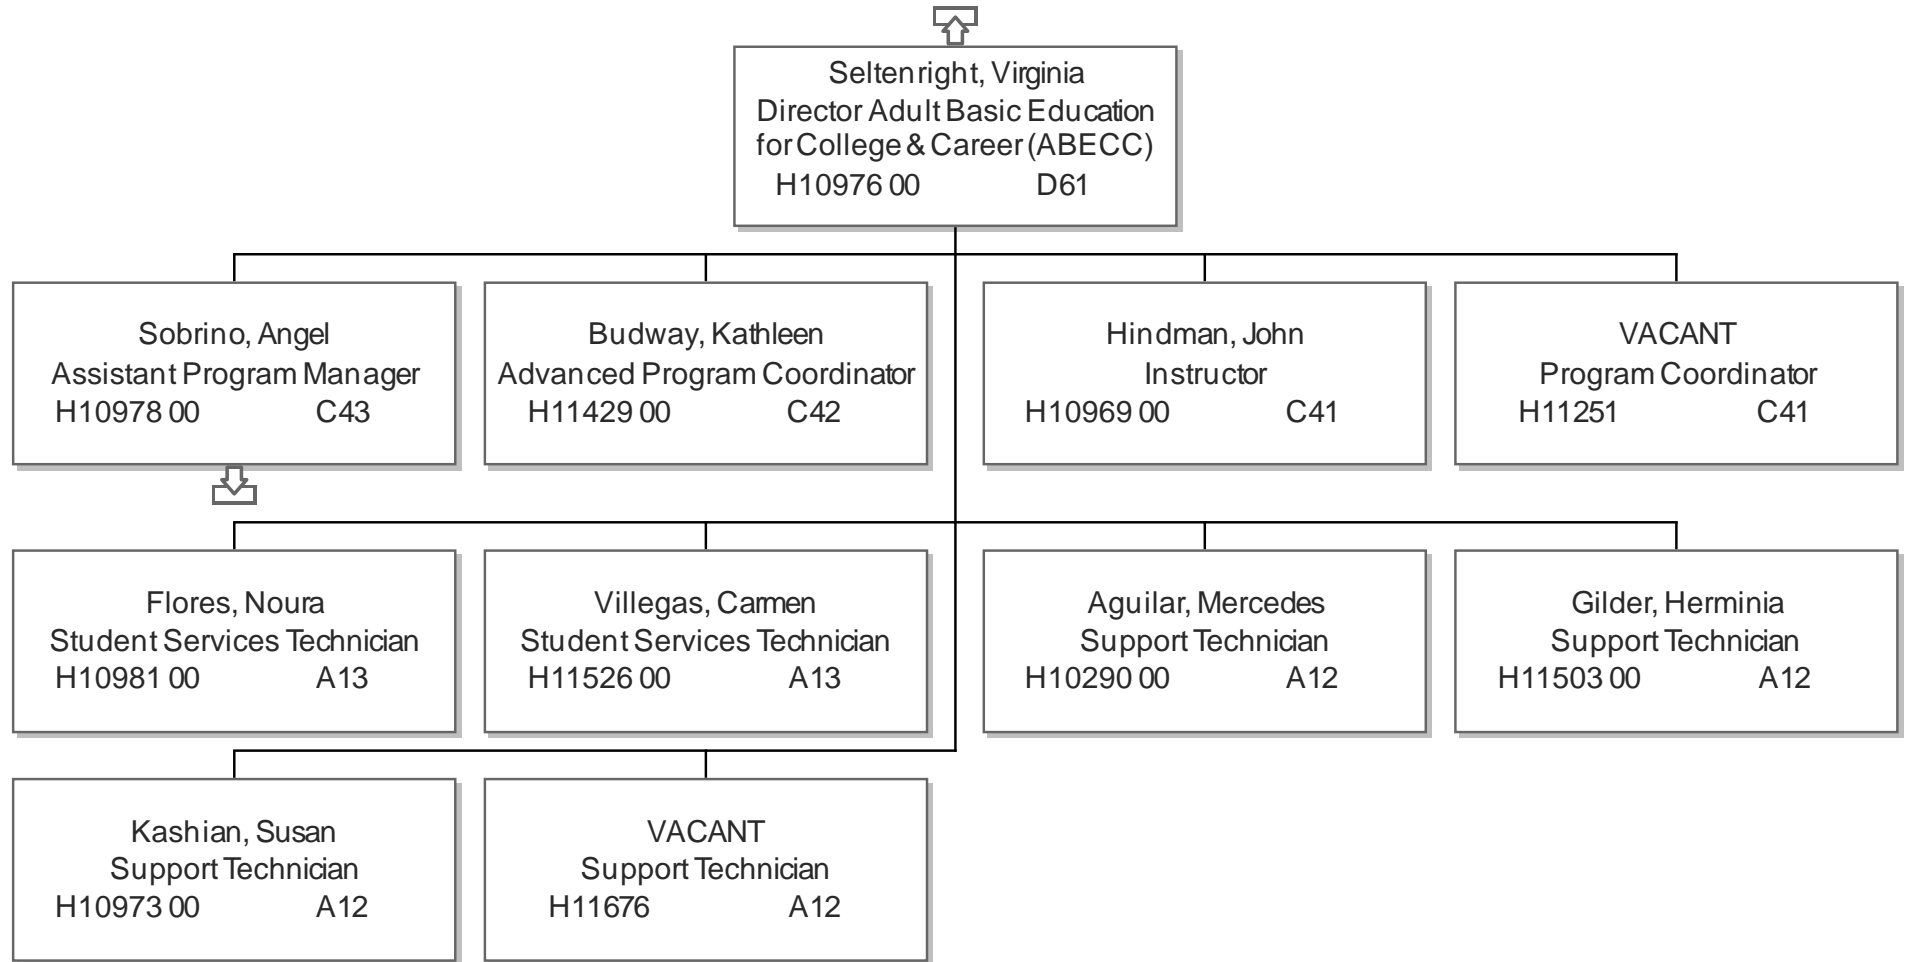 Seltenright, Virginia
Director Adult Basic Education
for College & Career (ABECC)
H10976 00 D61
Sobrino, Angel
Assistant Program Manager
H10978 00 C43
Budway, Kathleen
Advanced Program Coordinator
H11429 00 C42
Hindman, John
Instructor
H10969 00 C41
VACANT
Program Coordinator
H11251 C41
Flores, Noura
Student Services Technician
H10981 00 A13
Villegas, Carmen
Student Services Technician
H11526 00 A13
Aguilar, Mercedes
Support Technician
H10290 00 A12
Gilder, Herminia
Support Technician
H11503 00 A12
Kashian, Susan
Support Technician
H10973 00 A12
VACANT
Support Technician
H11676 A12